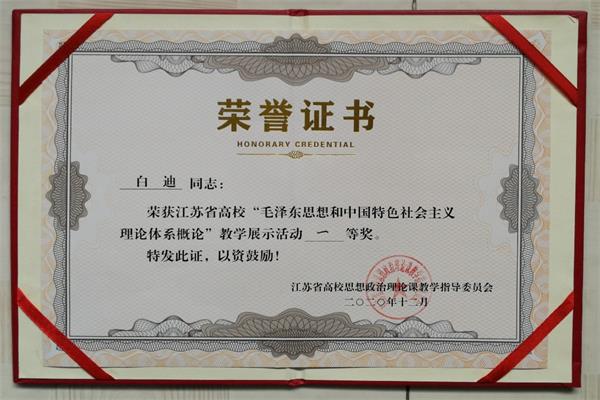 荣誉证书
HONORARY CREDENTIAL
白迪 同志：
荣获江苏省高校“毛泽东思想和中国特色社会主义
理论体系概论”教学展示活动 一 等奖。
特发此证，以资鼓励！
江苏省高校思想政治理论课教学指导委员会
二〇二〇年十二月